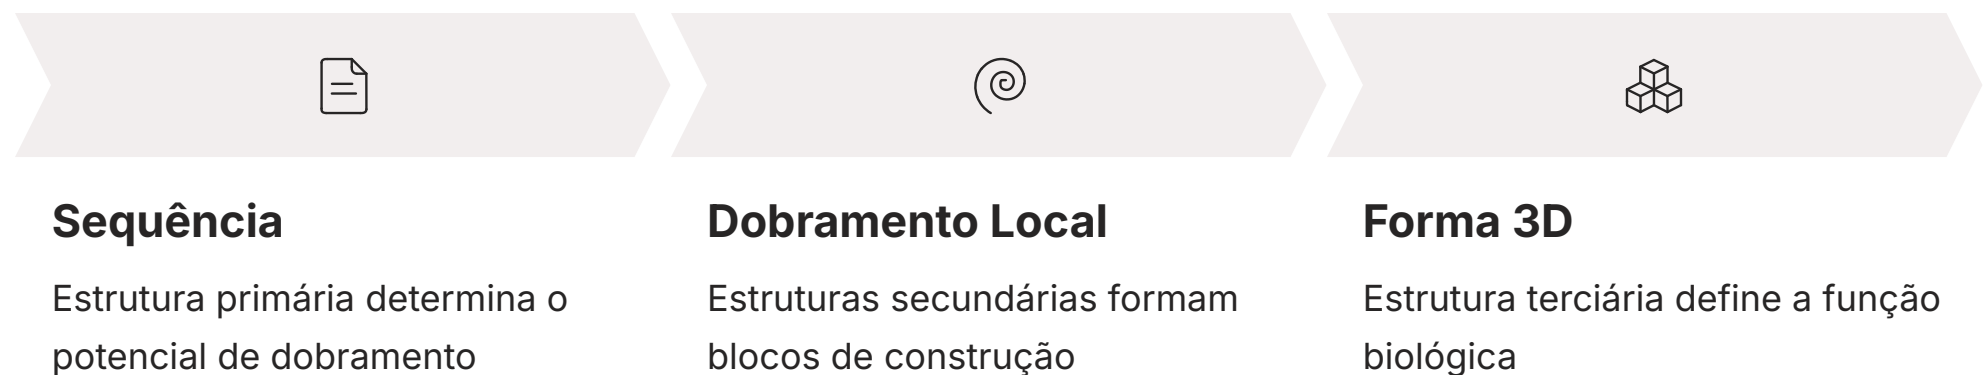 Sequência
Estrutura primária determina o
potencial de dobramento
Dobramento Local
Estruturas secundárias formam
blocos de construção
Forma 3D
Estrutura terciária define a função
biológica